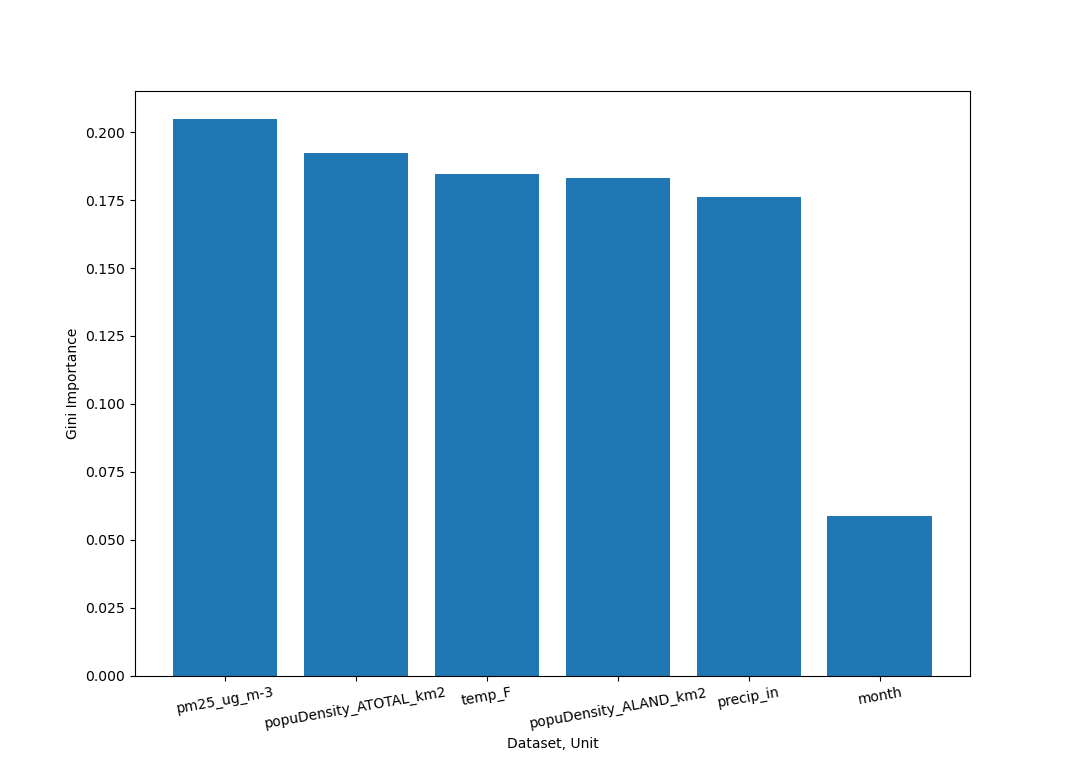 0.200
0.175
0.150
0.125
0.100
0.075
0.050
0.025
0.000
Gini Importance
pm25_ug_m-3
popuDensity_ATOTAL_km2
temp_F
popuDensity_ALAND_km2
precip_in
month
Dataset, Unit